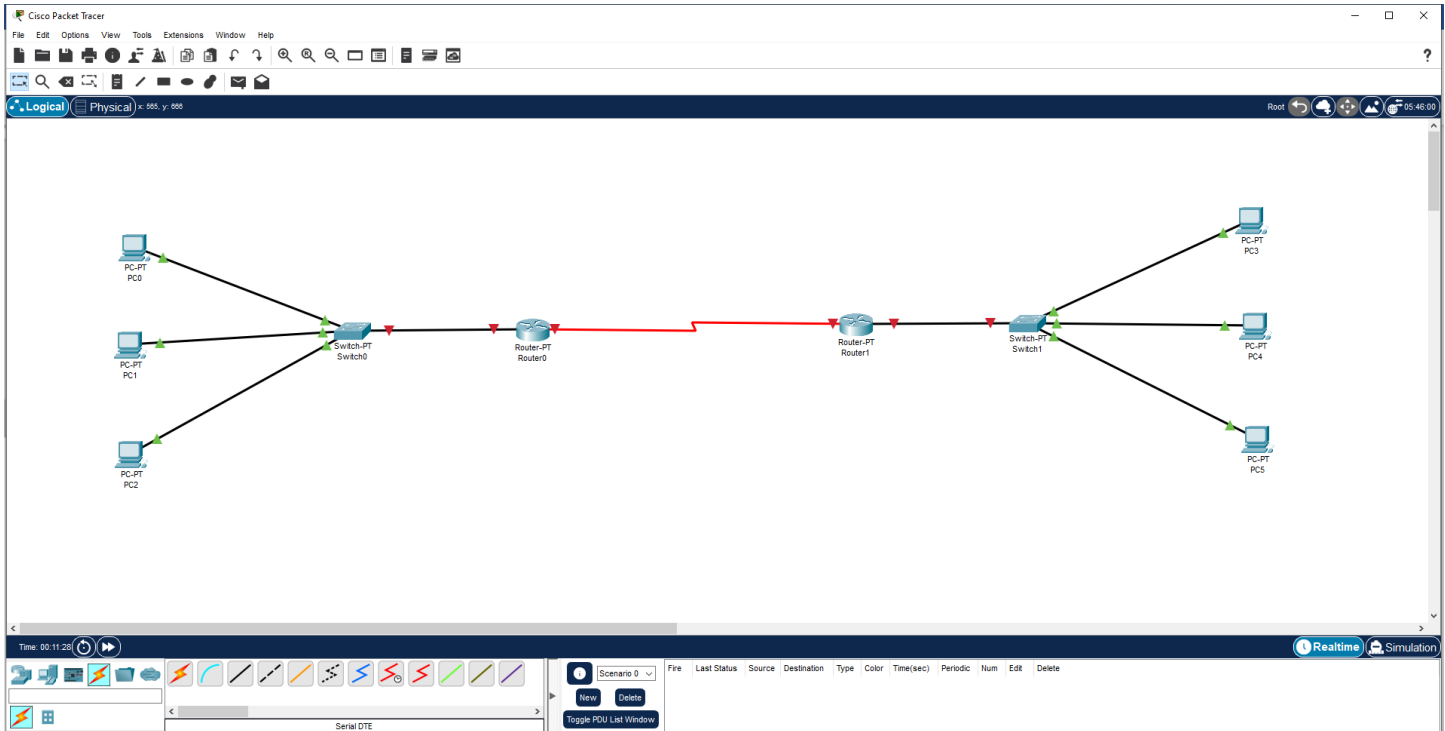 Cisco Packet Tracer
File Edit Options View Tools Extensions Window Help
?
Logical Physical x: 565, y: 666 Root 05:46:00
PC-PT
PC0
PC-PT
PC1
PC-PT
PC2
Switch-PT
Switch0
Router-PT
Router0
Router-PT
Router1
Switch-PT
Switch1
PC-PT
PC3
PC-PT
PC4
PC-PT
PC5
Time: 00:11:28 Realtime Simulation
Scenario 0
New Delete
Toggle PDU List Window
Fire Last Status Source Destination Type Color Time(sec) Periodic Num Edit Delete
Serial DTE